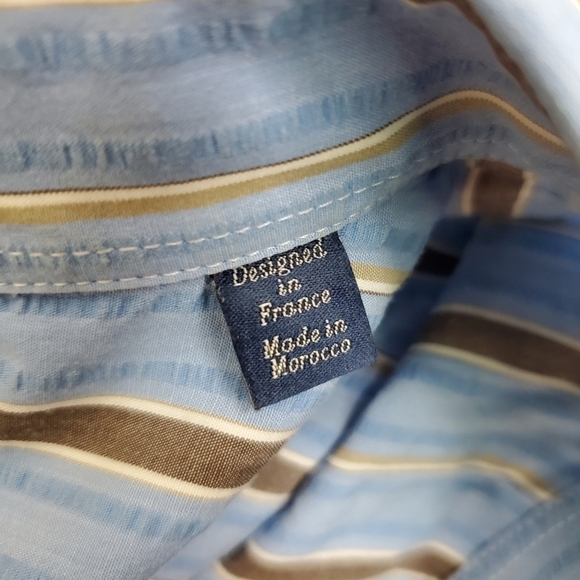 Designed
in
France
Made in
Morocco